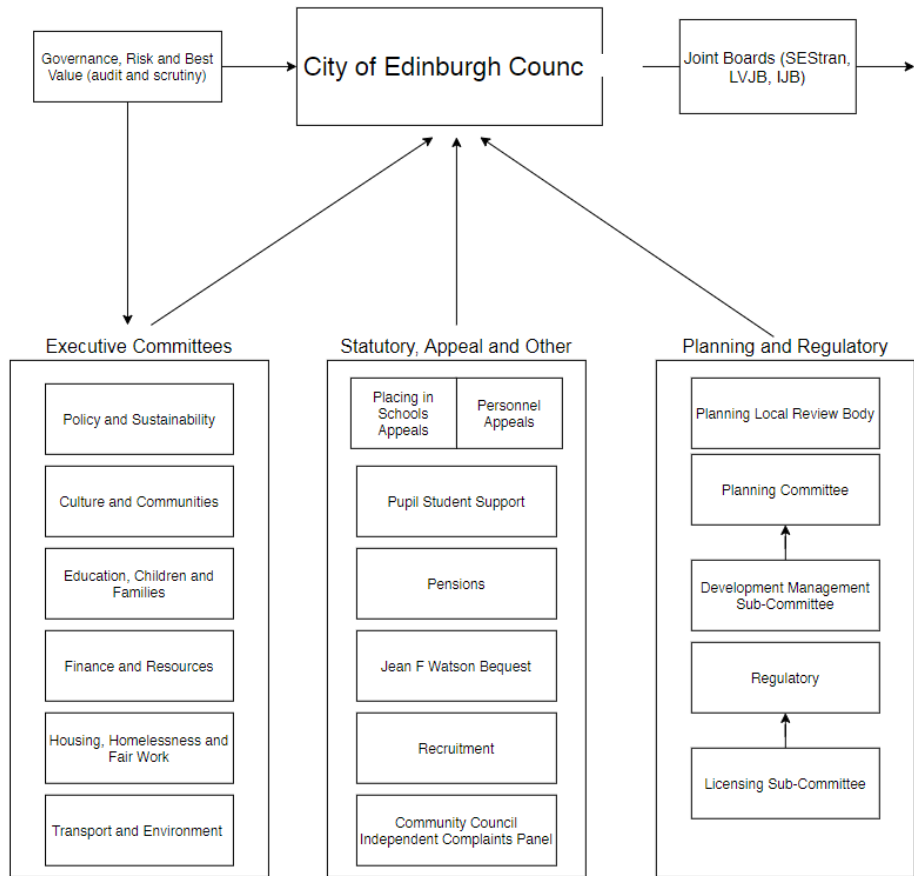 Governance, Risk and Best
Value (audit and scrutiny)
City of Edinburgh Counc
Joint Boards (SEStran,
LVJB, IJB)
Executive Committees
Policy and Sustainability
Culture and Communities
Education, Children and
Families
Finance and Resources
Housing, Homelessness and
Fair Work
Transport and Environment
Statutory, Appeal and Other
Placing in
Schools
Appeals
Personnel
Appeals
Pupil Student Support
Pensions
Jean F Watson Bequest
Recruitment
Community Council
Independent Complaints Panel
Planning and Regulatory
Planning Local Review Body
Planning Committee
Development Management
Sub-Committee
Regulatory
Licensing Sub-Committee